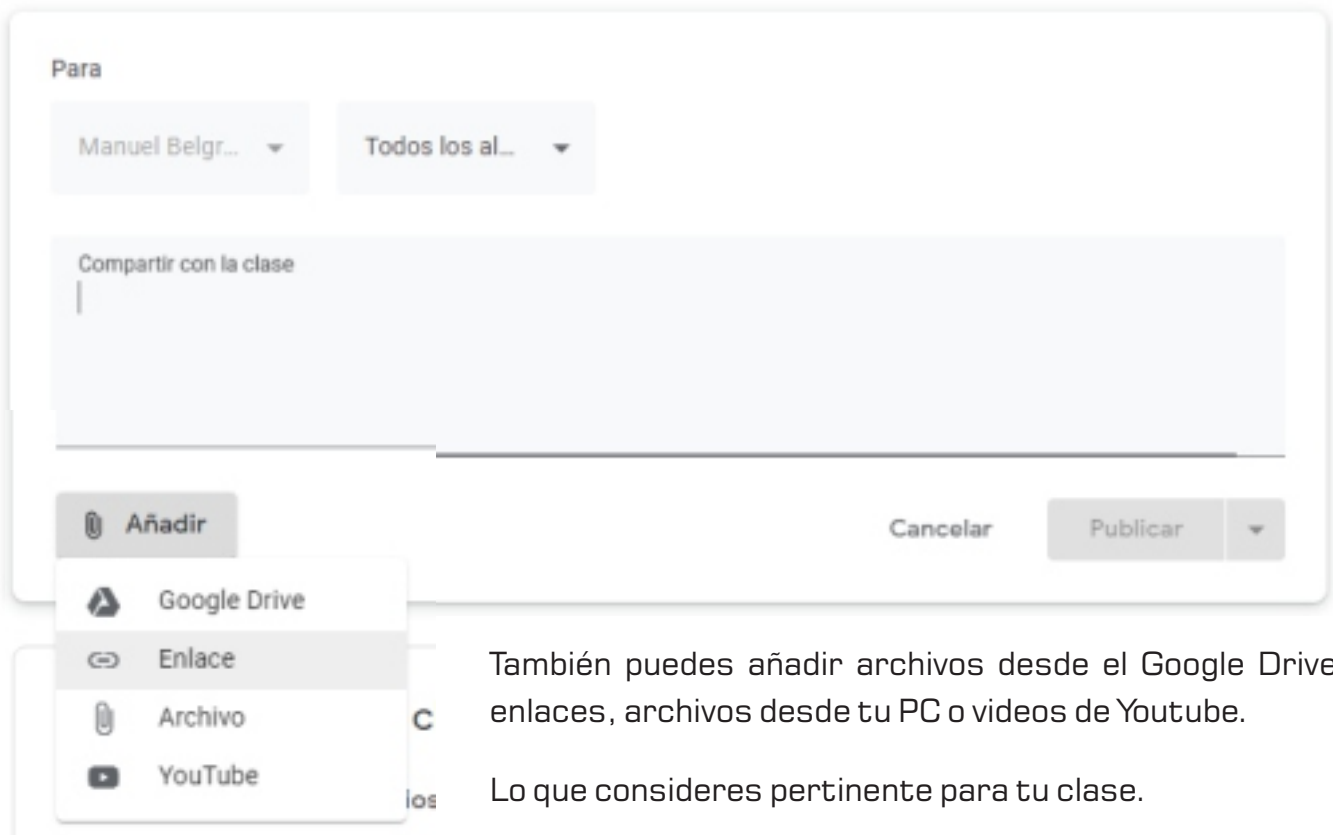 Para
Manuel Belgr... Todos los al...
Compartir con la clase
Añadir
Cancelar Publicar
Google Drive
Enlace
Archivo
YouTube
También puedes añadir archivos desde el Google Drive
enlaces, archivos desde tu PC o videos de Youtube.
Lo que consideres pertinente para tu clase.